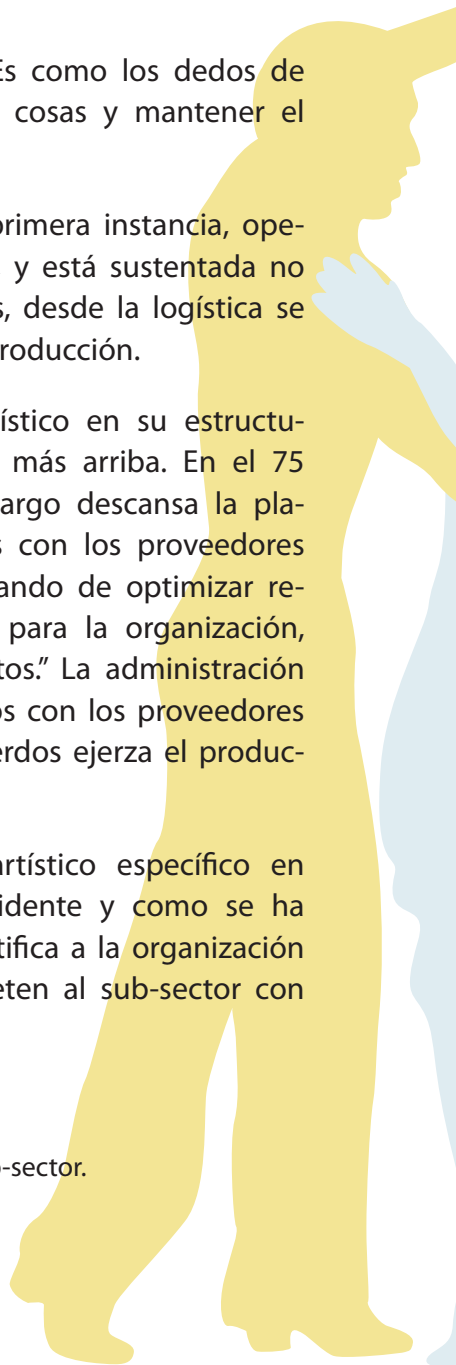 Es como los dedos de
cosas y mantener el
primera instancia, ope-
y está sustentada no
s, desde la logística se
roducción.
ístico en su estructu-
más arriba. En el 75
argo descansa la pla-
s con los proveedores
ando de optimizar re-
para la organización,
tos.” La administración
os con los proveedores
erdos ejerza el produc-
artístico específico en
idente y como se ha
tifica a la organización
eten al sub-sector con
o-sector.